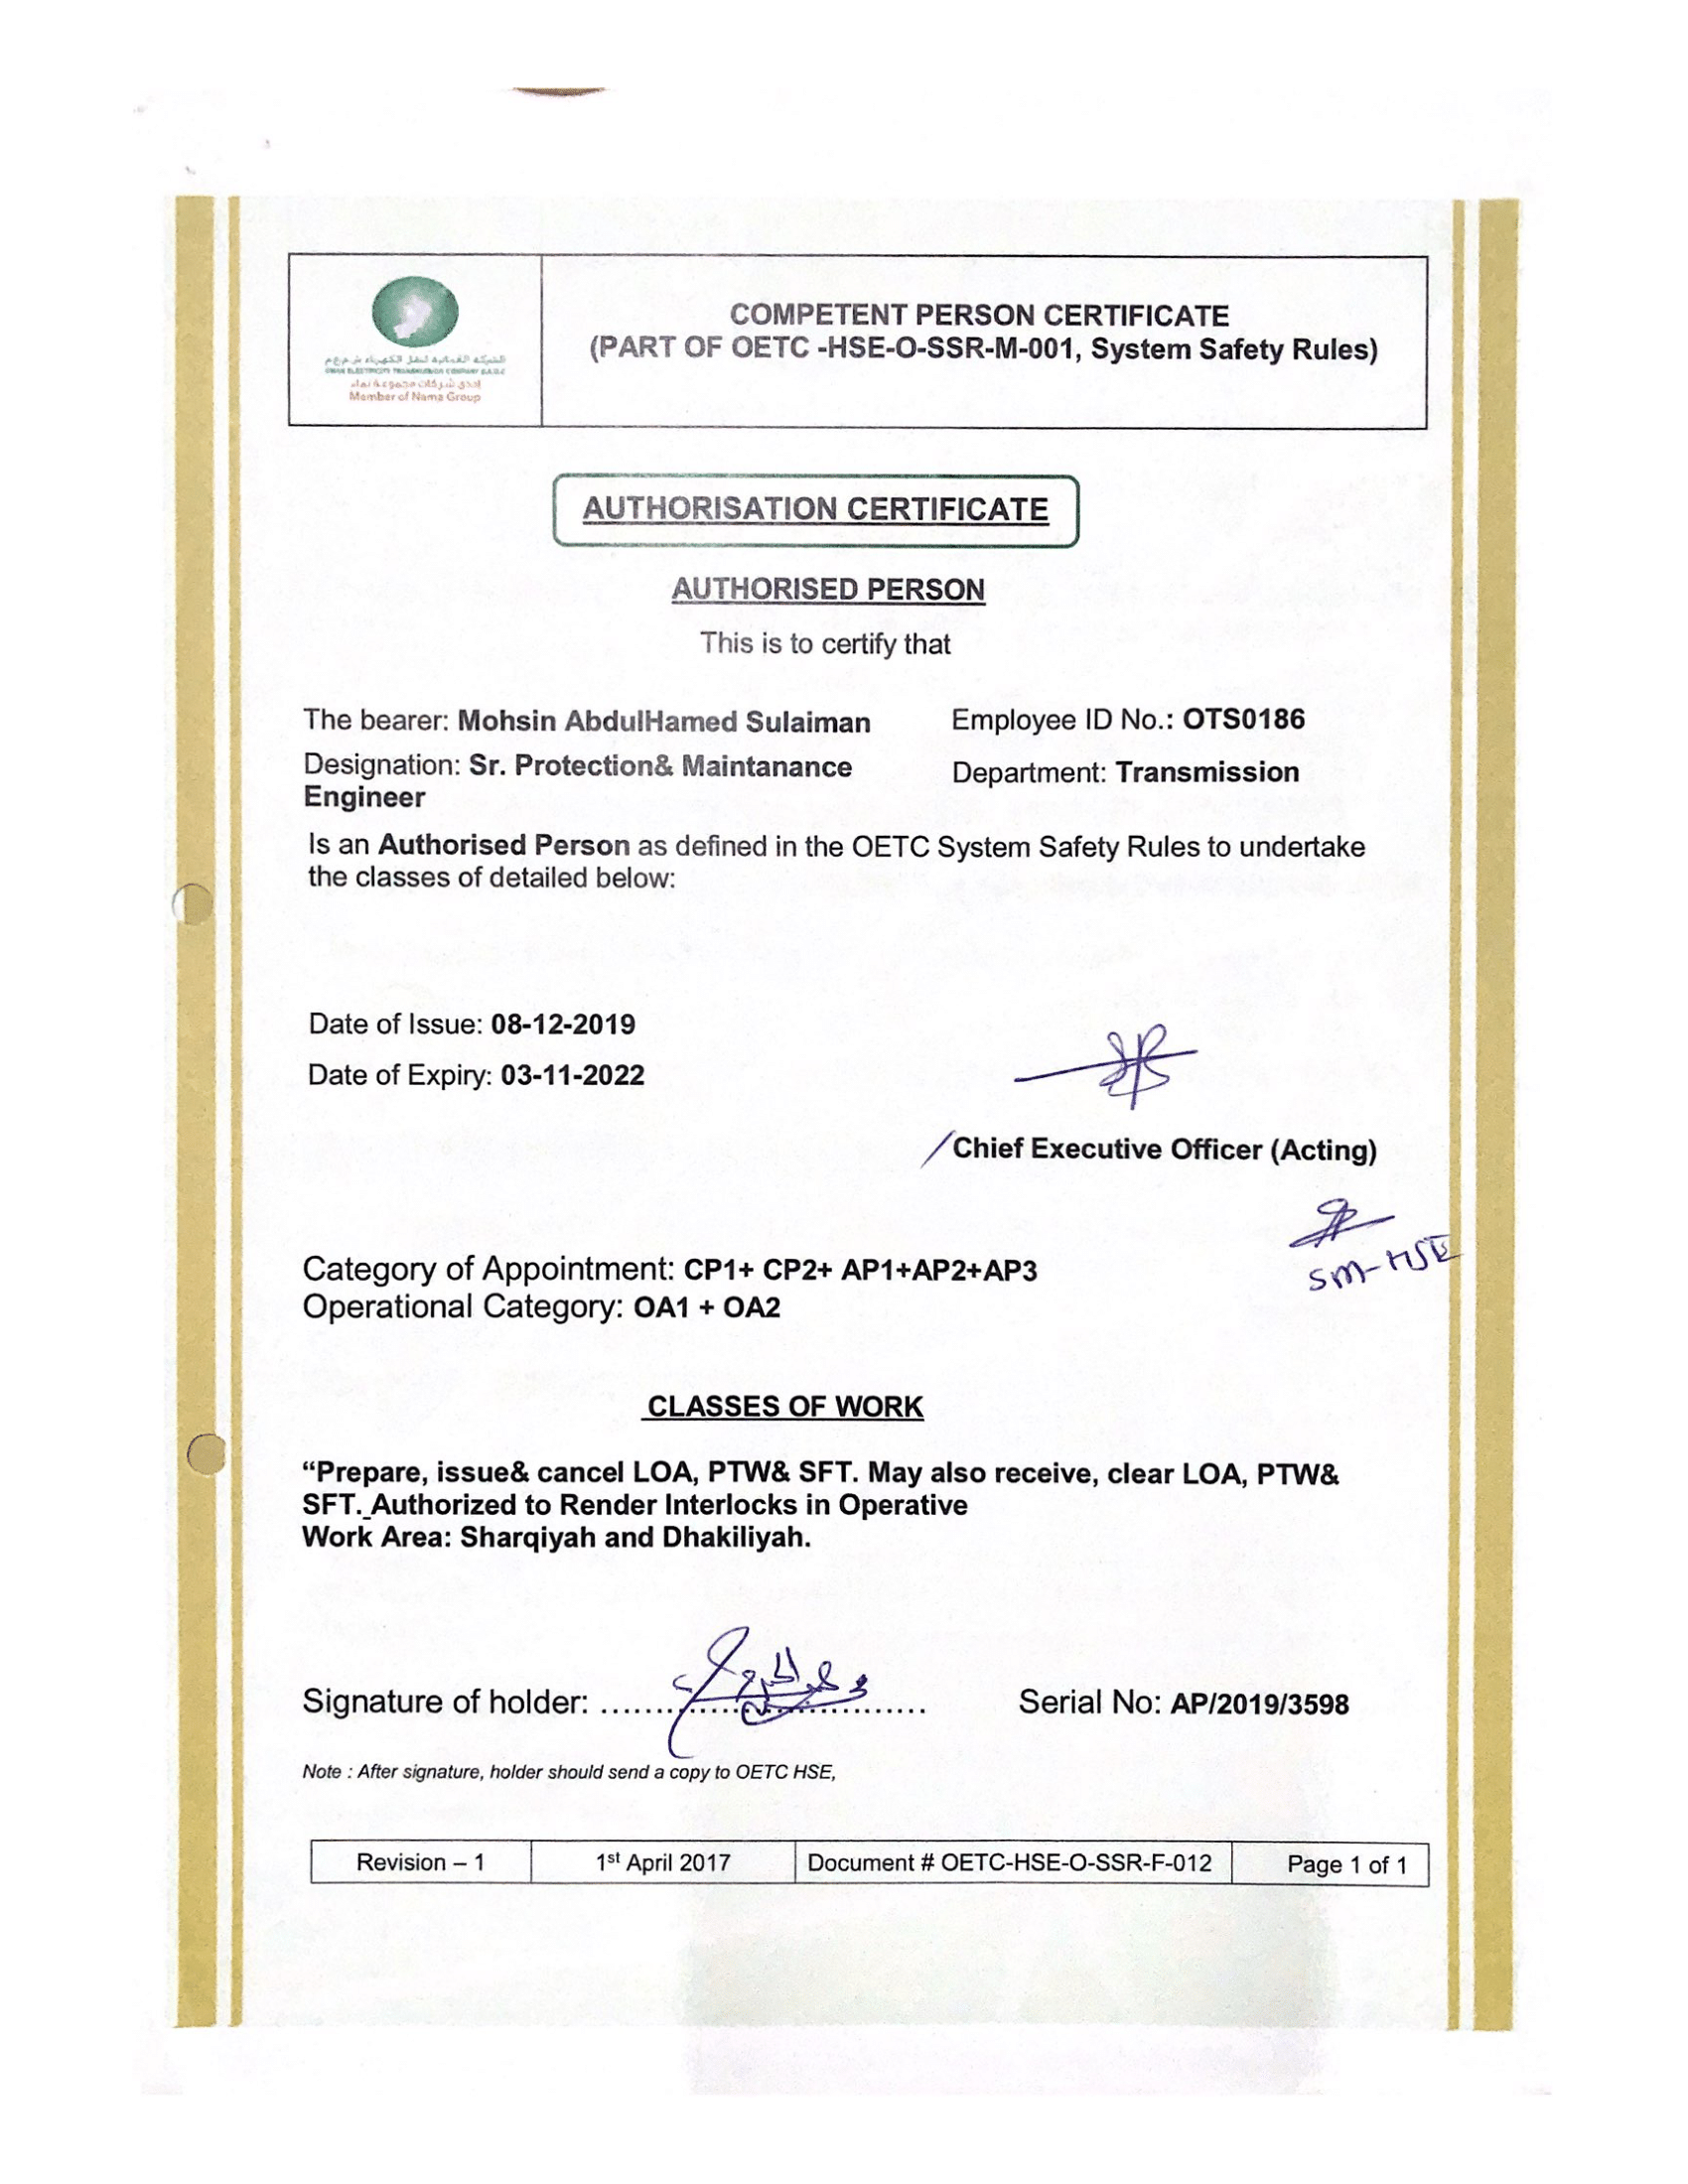 الشركة العمانية لنقل الكهرباء ش.م.ع.م
OMAN ELECTRICITY TRANSMISSION COMPANY S.A.O.C
إحدى شركات مجموعة نماء
Member of Nama Group
COMPETENT PERSON CERTIFICATE
(PART OF OETC -HSE-O-SSR-M-001, System Safety Rules)
AUTHORISATION CERTIFICATE
AUTHORISED PERSON
This is to certify that
The bearer: Mohsin AbdulHamed Sulaiman Employee ID No.: OTS0186
Designation: Sr. Protection& Maintanance Department: Transmission
Engineer
Is an Authorised Person as defined in the OETC System Safety Rules to undertake
the classes of detailed below:
Date of Issue: 08-12-2019
Date of Expiry: 03-11-2022
/Chief Executive Officer (Acting)
SM-HSE
Category of Appointment: CP1+ CP2+ AP1+AP2+AP3
Operational Category: OA1 + OA2
CLASSES OF WORK
“Prepare, issue& cancel LOA, PTW& SFT. May also receive, clear LOA, PTW&
SFT. Authorized to Render Interlocks in Operative
Work Area: Sharqiyah and Dhakiliyah.
Signature of holder: .................................... Serial No: AP/2019/3598
Note : After signature, holder should send a copy to OETC HSE,
Revision – 1 1st April 2017 Document # OETC-HSE-O-SSR-F-012 Page 1 of 1